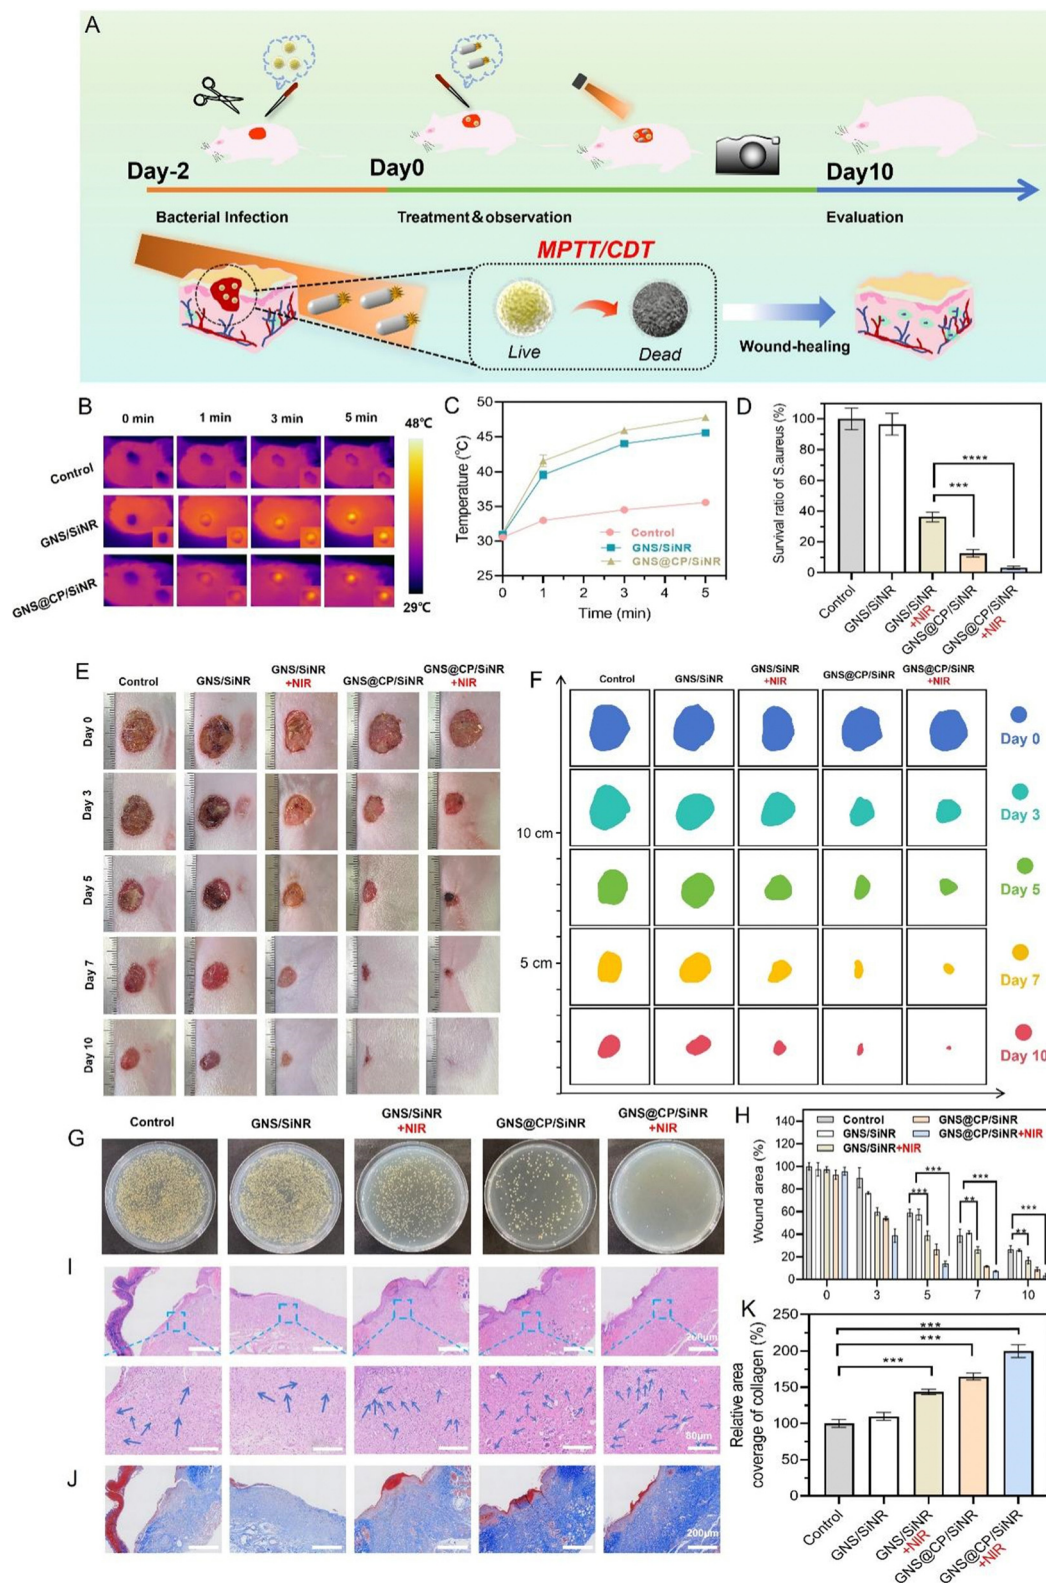 A
Day-2
Day0
Day10
Bacterial Infection
Treatment&observation
Evaluation
MPTT/CDT
Live
Dead
Wound-healing
B
0 min
1 min
3 min
5 min
48℃
Control
GNS/SiNR
GNS@CP/SiNR
29℃
C
Temperature (°C)
50
45
40
35
30
25
0
1
2
3
4
5
Time (min)
Control
GNS/SiNR
GNS@CP/SiNR
D
Survival ratio of S.aureus (%)
100
80
60
40
20
0
****
***
Control
GNS/SiNR
GNS/SiNR
+NIR
GNS@CP/SiNR
GNS@CP/SiNR
+NIR
E
Control
GNS/SiNR
GNS/SiNR
+NIR
GNS@CP/SiNR
GNS@CP/SiNR
+NIR
Day 0
Day 3
Day 5
Day 7
Day 10
F
Control
GNS/SiNR
GNS/SiNR
+NIR
GNS@CP/SiNR
GNS@CP/SiNR
+NIR
Day 0
Day 3
10 cm
Day 5
5 cm
Day 7
Day 10
G
Control
GNS/SiNR
GNS/SiNR
+NIR
GNS@CP/SiNR
GNS@CP/SiNR
+NIR
H
Wound area (%)
140
120
100
80
60
40
20
0
Control
GNS/SiNR
GNS/SiNR+NIR
GNS@CP/SiNR
GNS@CP/SiNR+NIR
***
***
***
**
***
**
0
3
5
7
10
I
200μm
80μm
J
200μm
K
Relative area
coverage of collagen (%)
250
200
150
100
50
0
***
***
***
Control
GNS/SiNR
GNS/SiNR
+NIR
GNS@CP/SiNR
GNS@CP/SiNR
+NIR